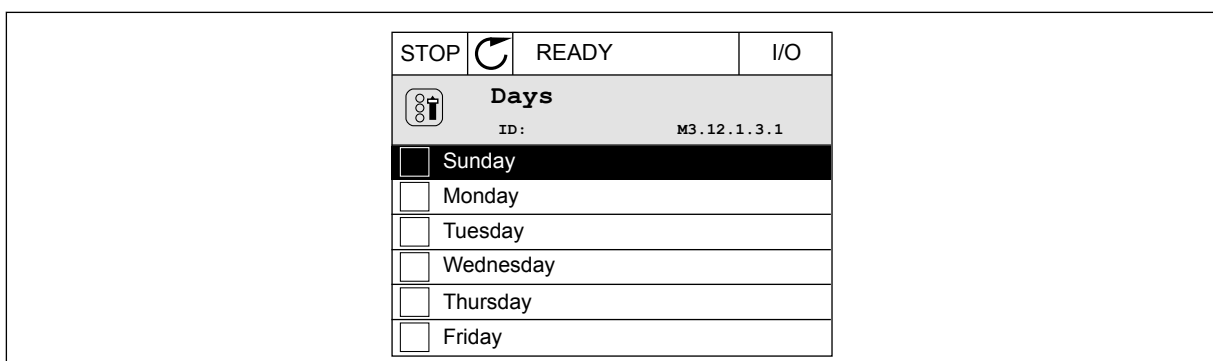 STOP READY I/O
Days
ID: M3.12.1.3.1
Sunday
Monday
Tuesday
Wednesday
Thursday
Friday